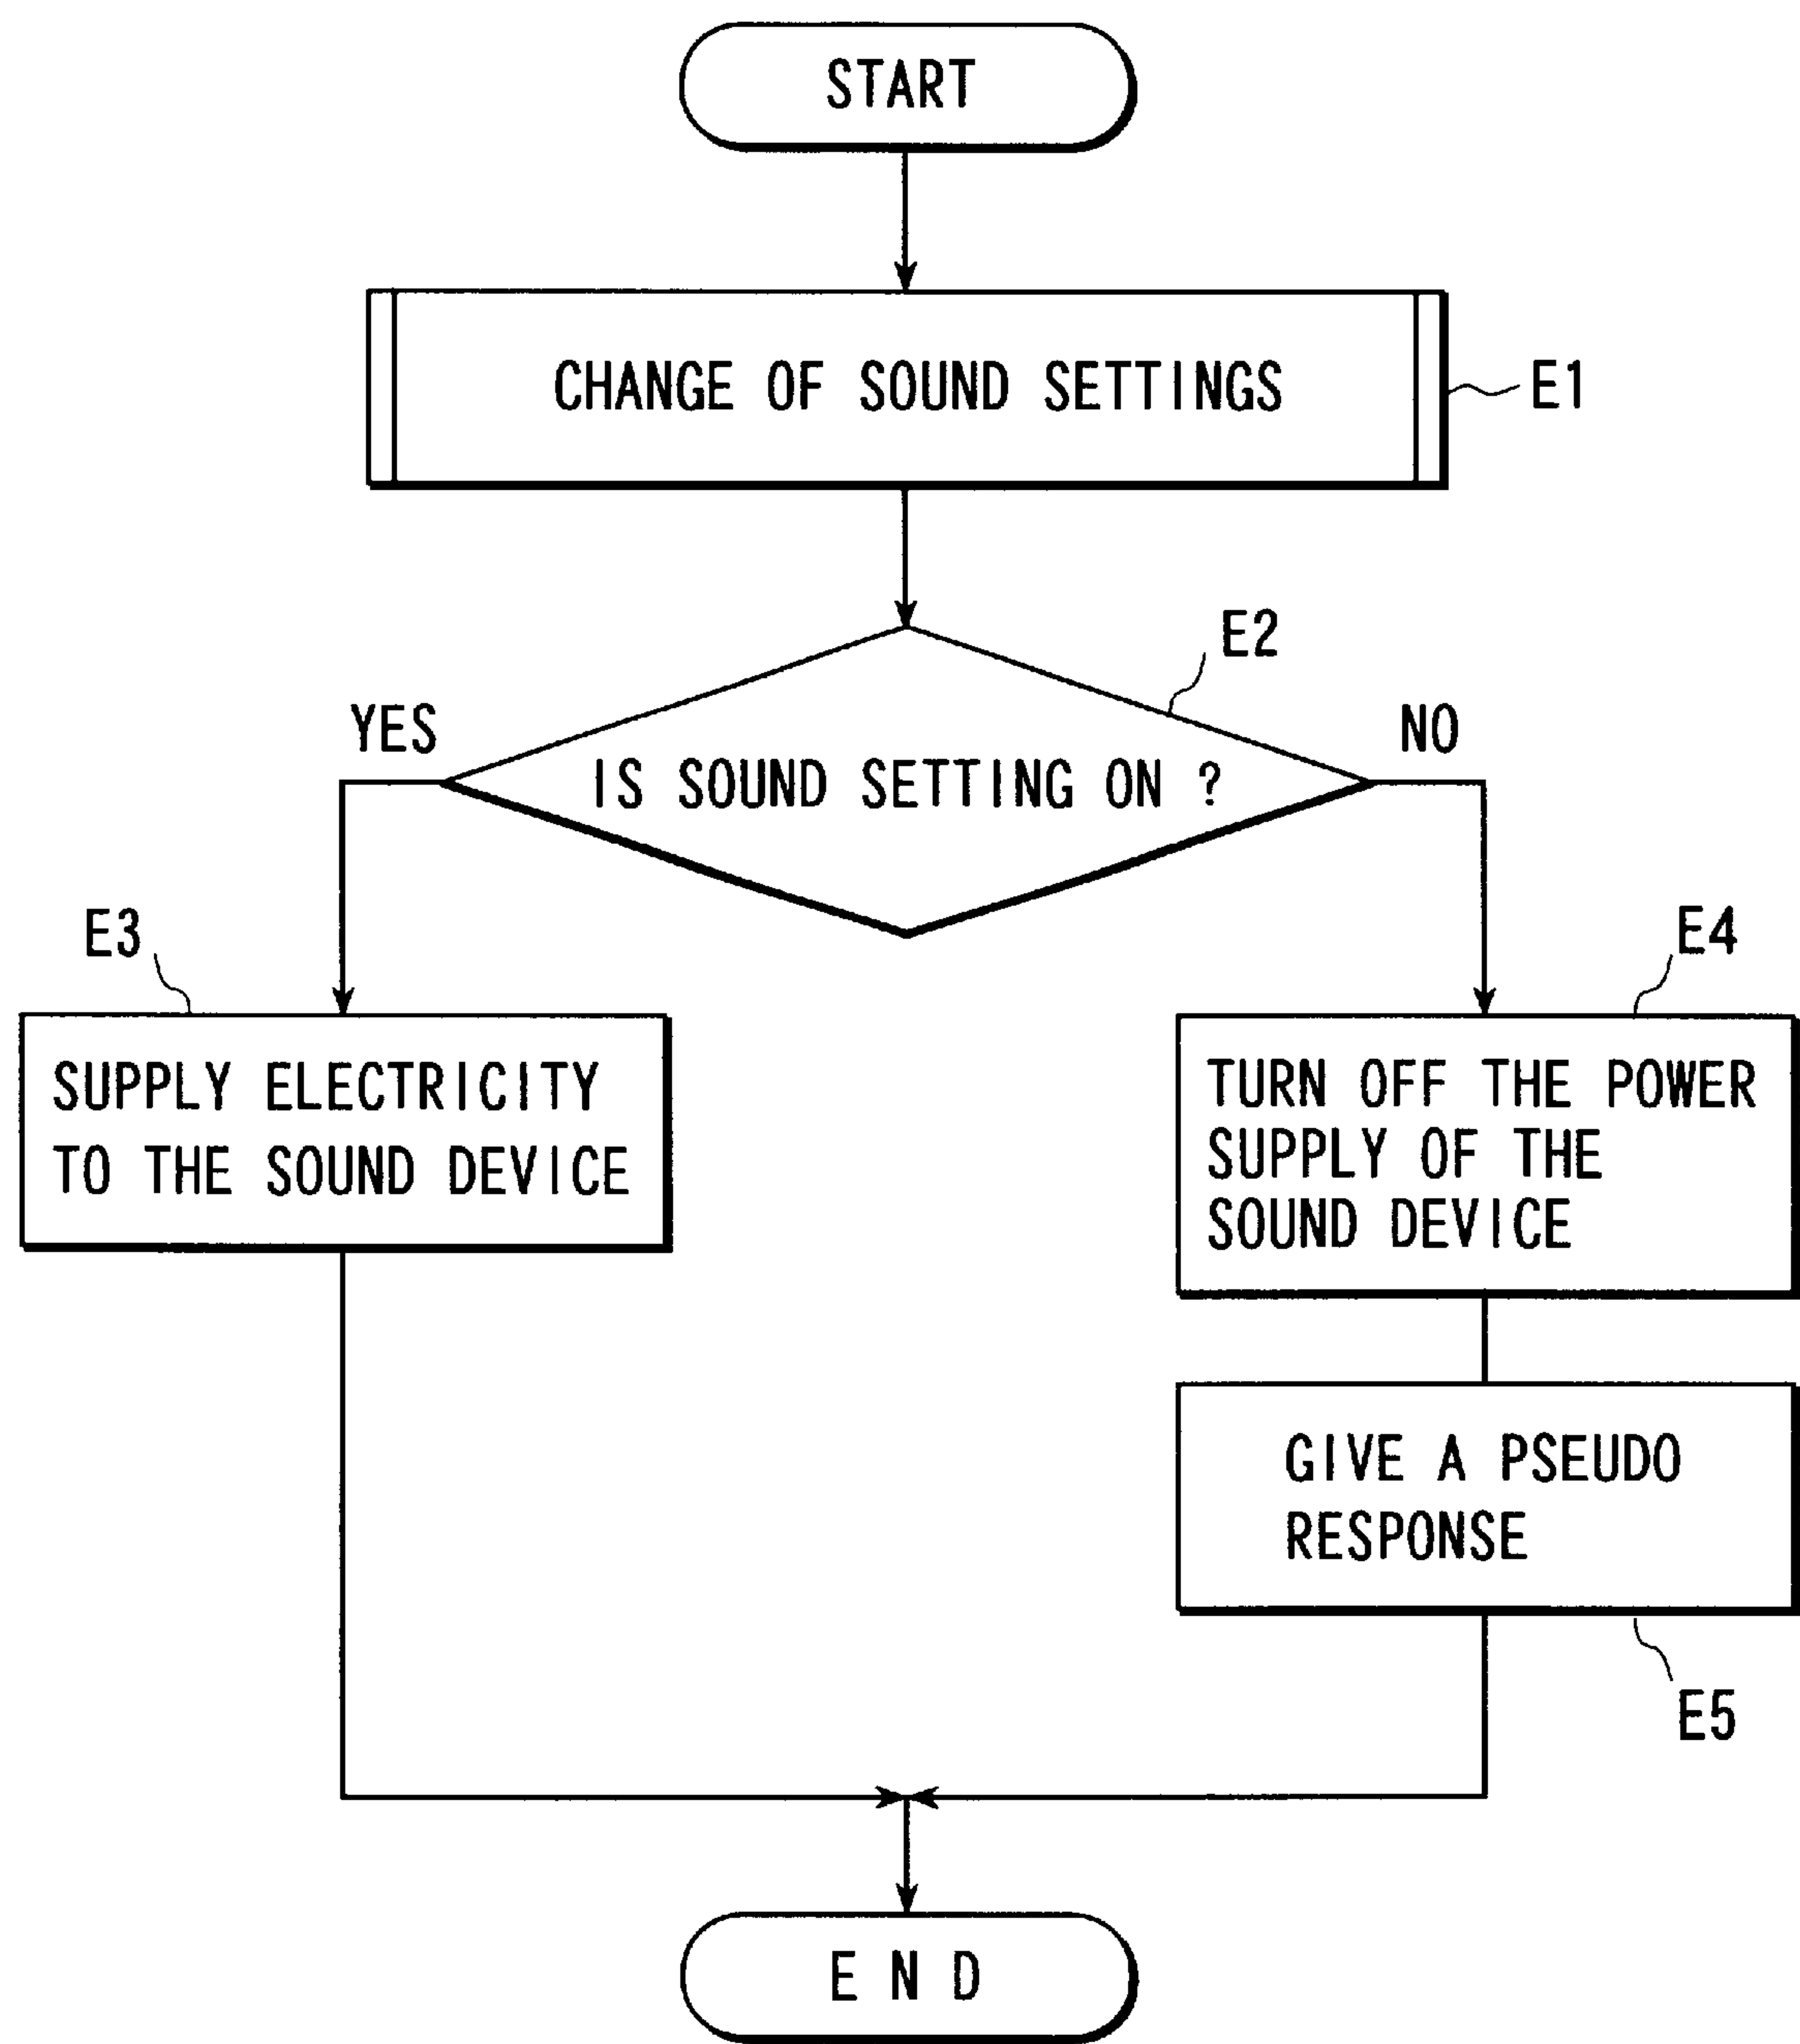 START
CHANGE OF SOUND SETTINGS
E1
E2
YES
NO
IS SOUND SETTING ON ?
E3
E4
SUPPLY ELECTRICITY
TO THE SOUND DEVICE
TURN OFF THE POWER
SUPPLY OF THE
SOUND DEVICE
GIVE A PSEUDO
RESPONSE
E5
END